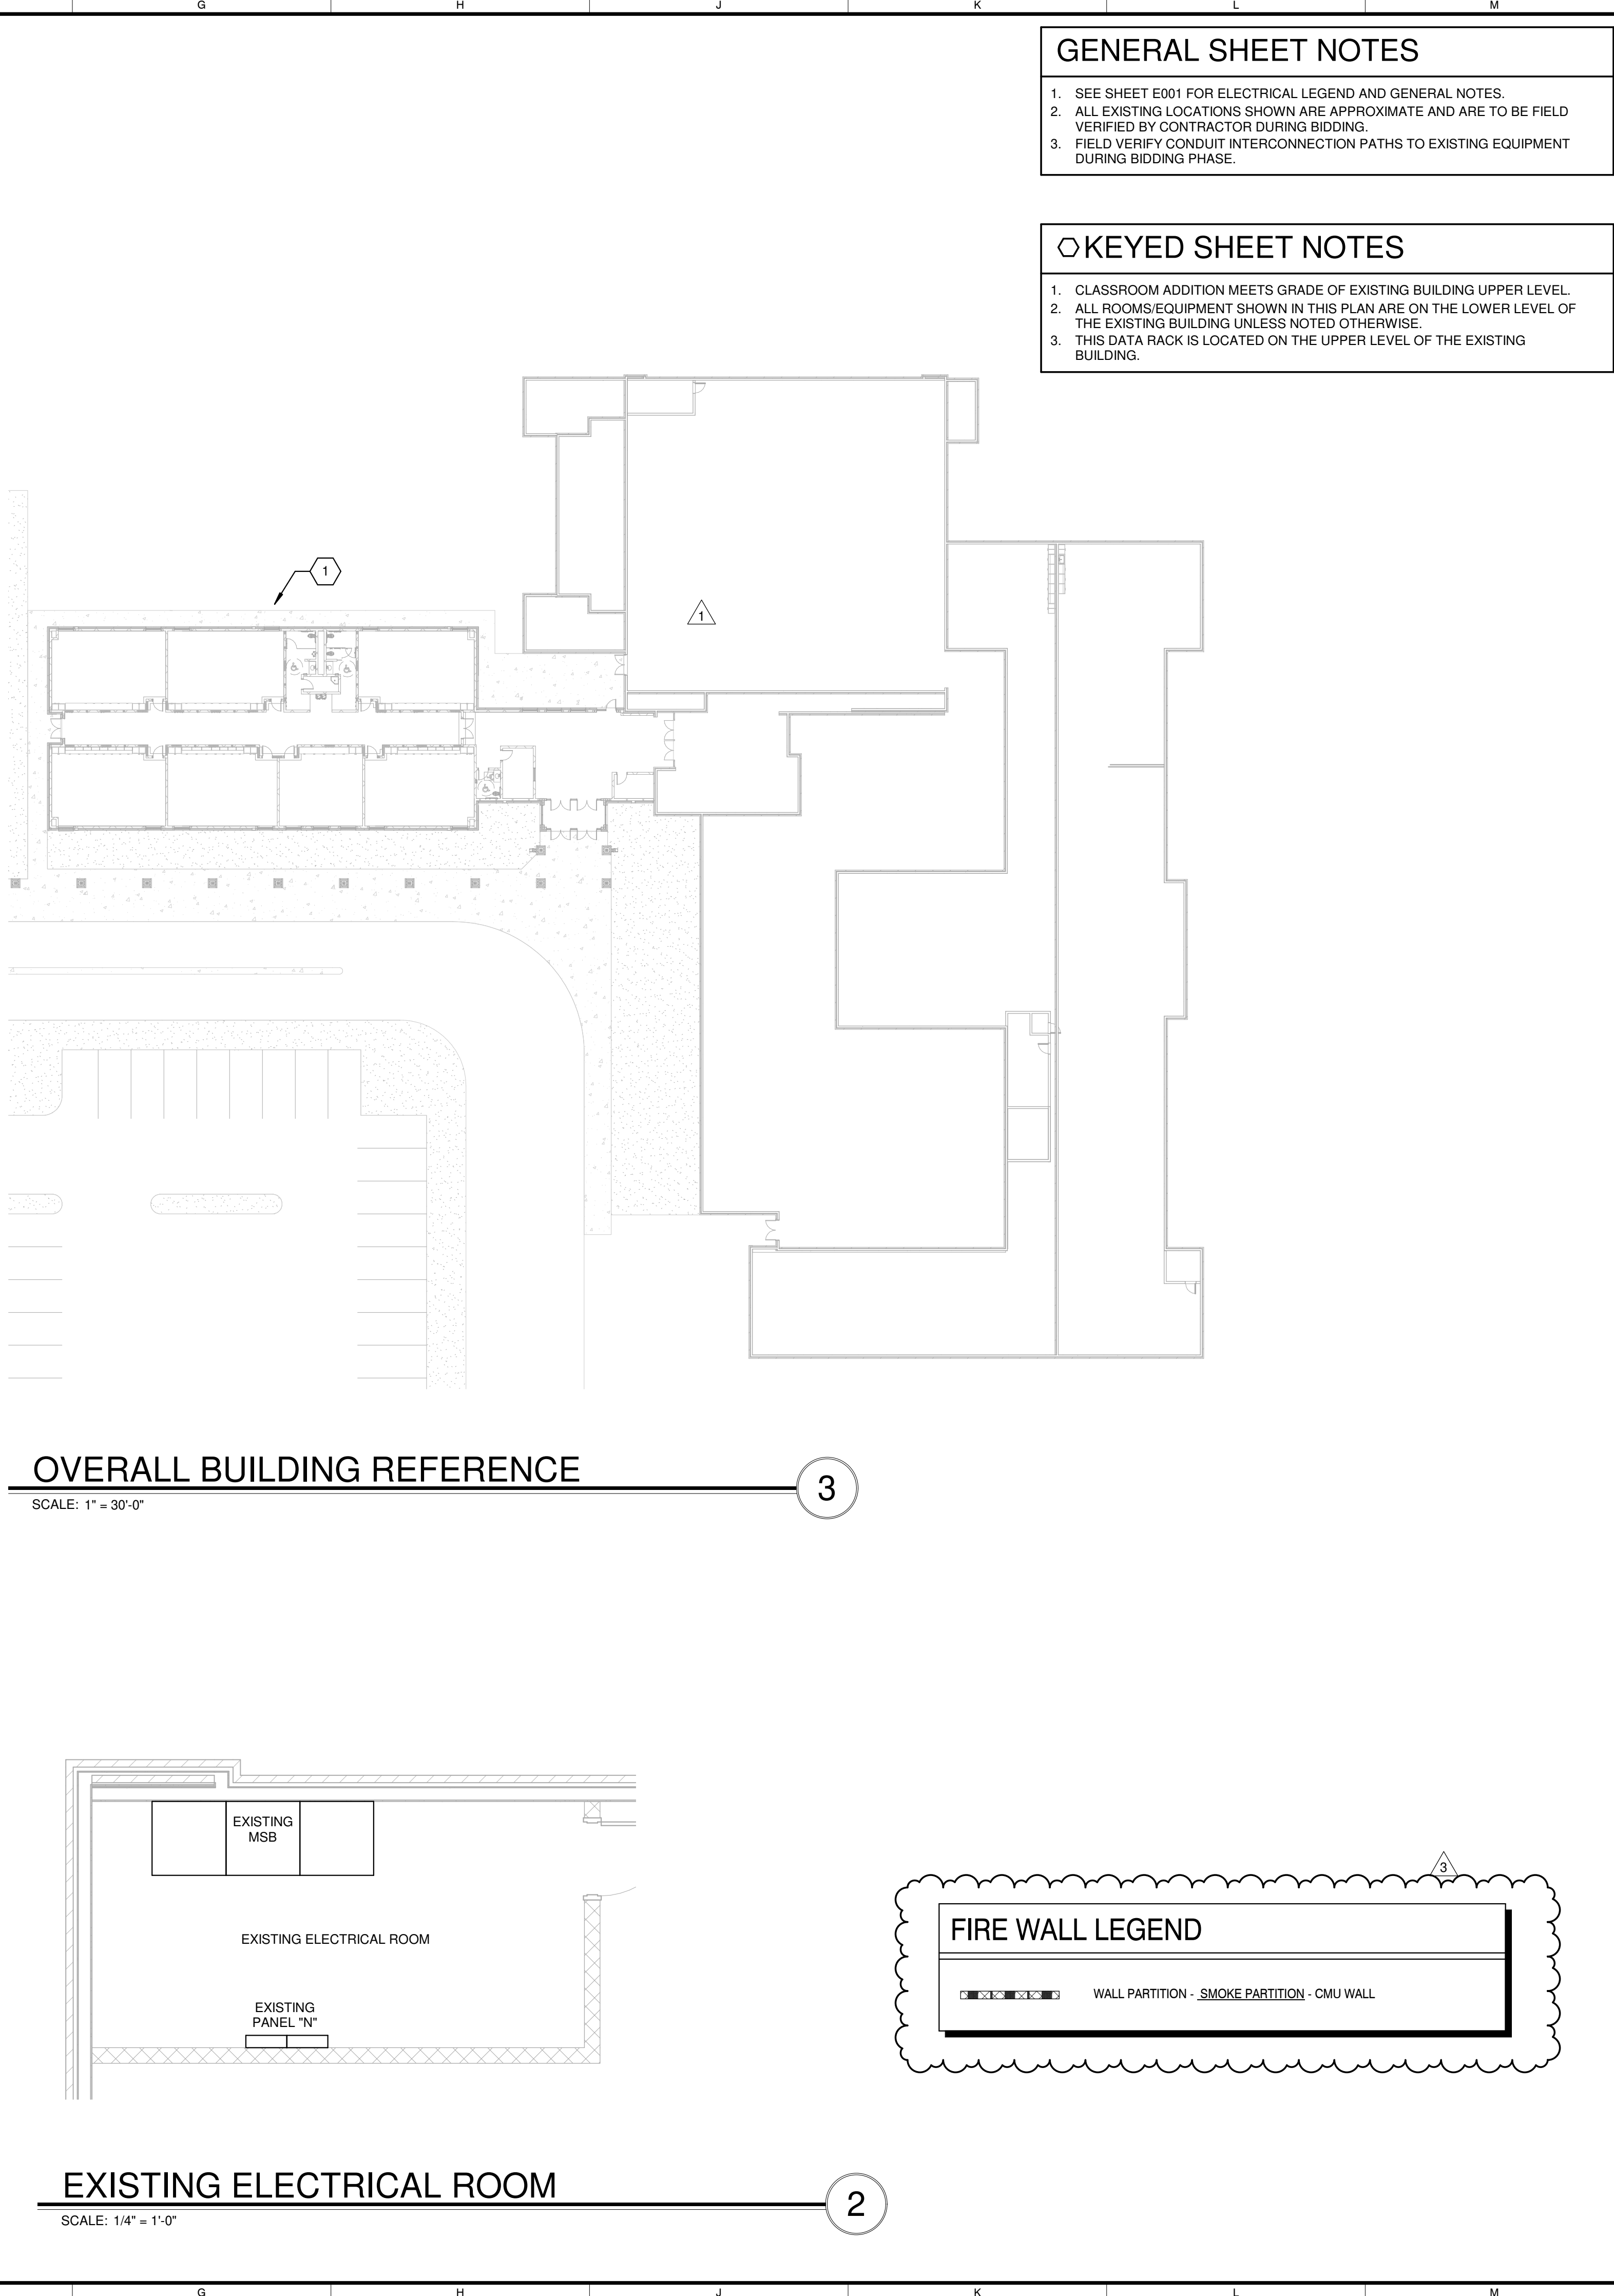 G H J K L M
GENERAL SHEET NOTES
1. SEE SHEET E001 FOR ELECTRICAL LEGEND AND GENERAL NOTES.
2. ALL EXISTING LOCATIONS SHOWN ARE APPROXIMATE AND ARE TO BE FIELD
VERIFIED BY CONTRACTOR DURING BIDDING.
3. FIELD VERIFY CONDUIT INTERCONNECTION PATHS TO EXISTING EQUIPMENT
DURING BIDDING PHASE.
KEYED SHEET NOTES
1. CLASSROOM ADDITION MEETS GRADE OF EXISTING BUILDING UPPER LEVEL.
2. ALL ROOMS/EQUIPMENT SHOWN IN THIS PLAN ARE ON THE LOWER LEVEL OF
THE EXISTING BUILDING UNLESS NOTED OTHERWISE.
3. THIS DATA RACK IS LOCATED ON THE UPPER LEVEL OF THE EXISTING
BUILDING.
1
1
OVERALL BUILDING REFERENCE
3
SCALE: 1" = 30'-0"
EXISTING
MSB
EXISTING ELECTRICAL ROOM
EXISTING
PANEL "N"
3
FIRE WALL LEGEND
WALL PARTITION - SMOKE PARTITION - CMU WALL
EXISTING ELECTRICAL ROOM
2
SCALE: 1/4" = 1'-0"
G H J K L M